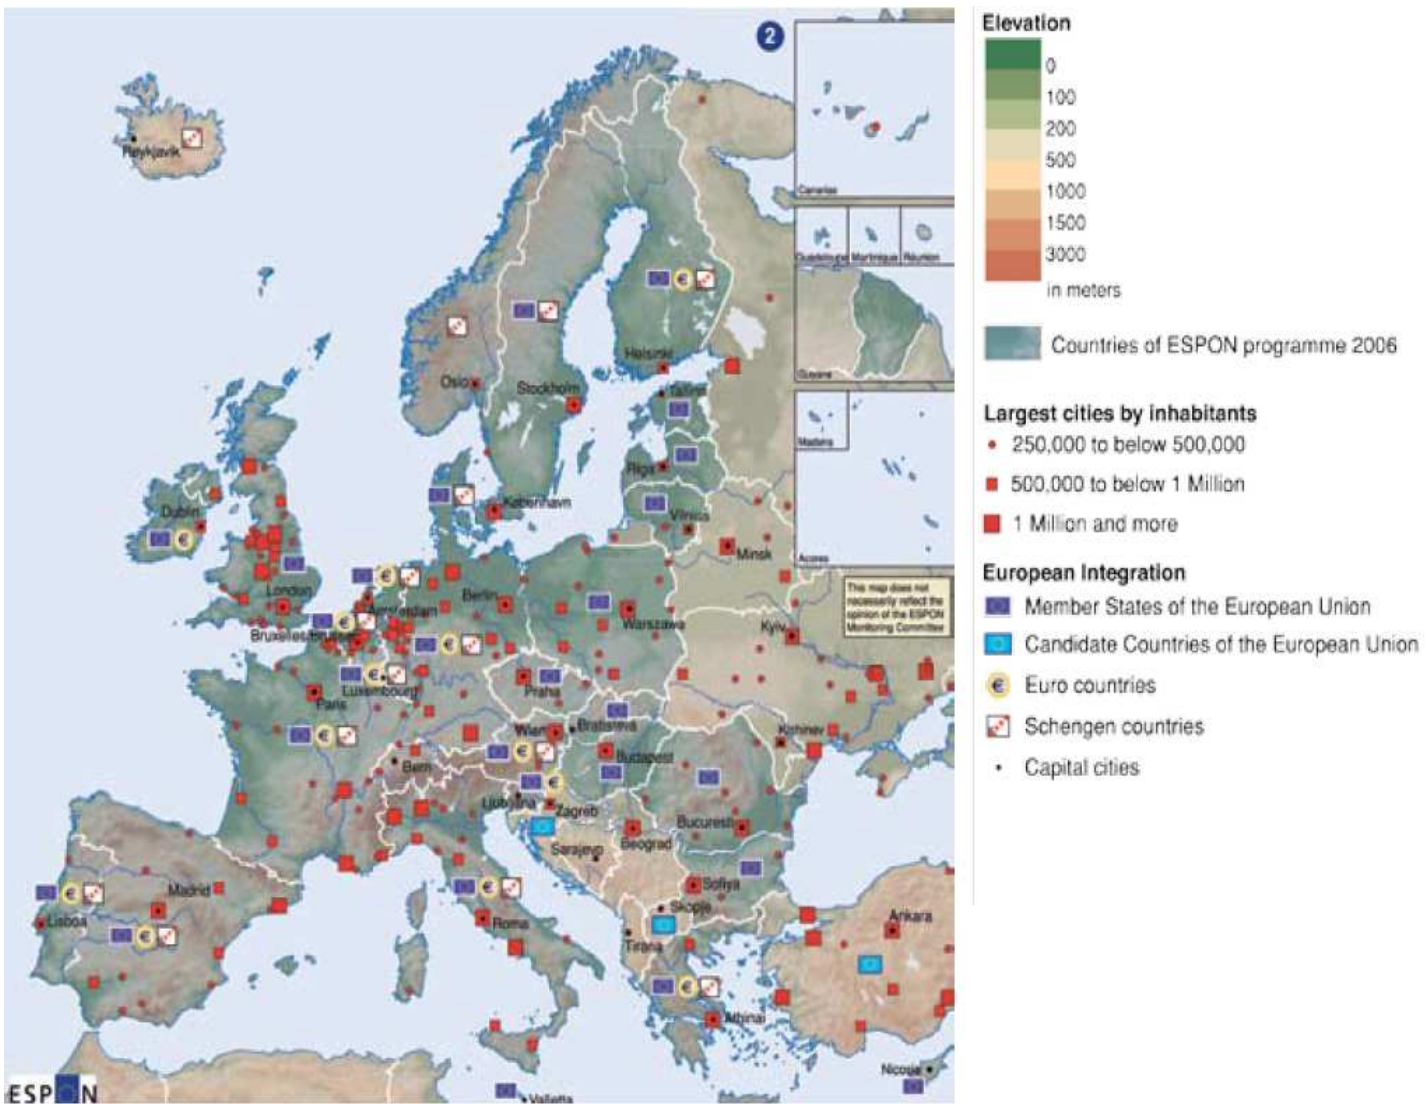 2
Reykjavik
Canarias
Guadeloupe Martinique Réunion
Guyane
Madeira
Acores
This map does not
necessarily reflect the
opinion of the ESPON
Monitoring Committee
Helsinki
Oslo
Stockholm
Tallinn
Riga
København
Vilnius
Minsk
Dublin
London
Amsterdam
Berlin
Warszawa
Kyiv
Bruxelles/Brussel
Luxembourg
Praha
Paris
Wien
Bratislava
Kishinev
Budapest
Bern
Ljubljana
Zagreb
Bucuresti
Beograd
Sarajevo
Madrid
Sofiya
Skopje
Ankara
Lisboa
Roma
Tirana
Athinai
Nicosia
Valletta
ESPON
Elevation
0
100
200
500
1000
1500
3000
in meters
Countries of ESPON programme 2006
Largest cities by inhabitants
250,000 to below 500,000
500,000 to below 1 Million
1 Million and more
European Integration
Member States of the European Union
Candidate Countries of the European Union
€ Euro countries
Schengen countries
Capital cities